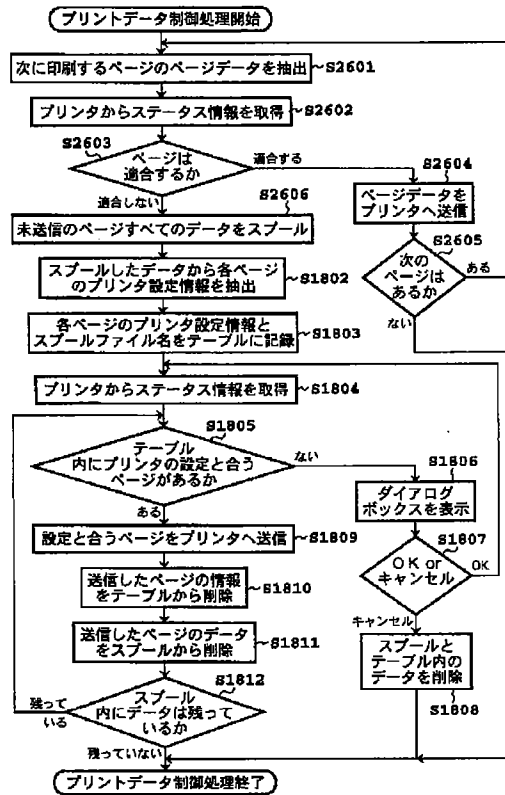 プリントデータ制御処理開始
次に印刷するページのページデータを抽出
S2601
プリンタからステータス情報を取得
S2602
S2603
ページは
適合するか
適合する
適合しない
S2604
ページデータを
プリンタへ送信
S2605
次の
ページは
あるか
ある
ない
S2606
未送信のページすべてのデータをスプール
スプールしたデータから各ページ
のプリンタ設定情報を抽出
S1802
各ページのプリンタ設定情報と
スプールファイル名をテーブルに記録
S1803
プリンタからステータス情報を取得
S1804
S1805
テーブル
内にプリンタの設定と合う
ページがあるか
ない
ある
S1806
ダイアログ
ボックスを表示
S1807
OK or
キャンセル
OK
キャンセル
スプールと
テーブル内の
データを削除
S1808
設定と合うページをプリンタへ送信
S1809
送信したページの情報
をテーブルから削除
S1810
送信したページのデータ
をスプールから削除
S1811
S1812
スプール
内にデータは残って
いるか
残って
いる
残っていない
プリントデータ制御処理終了